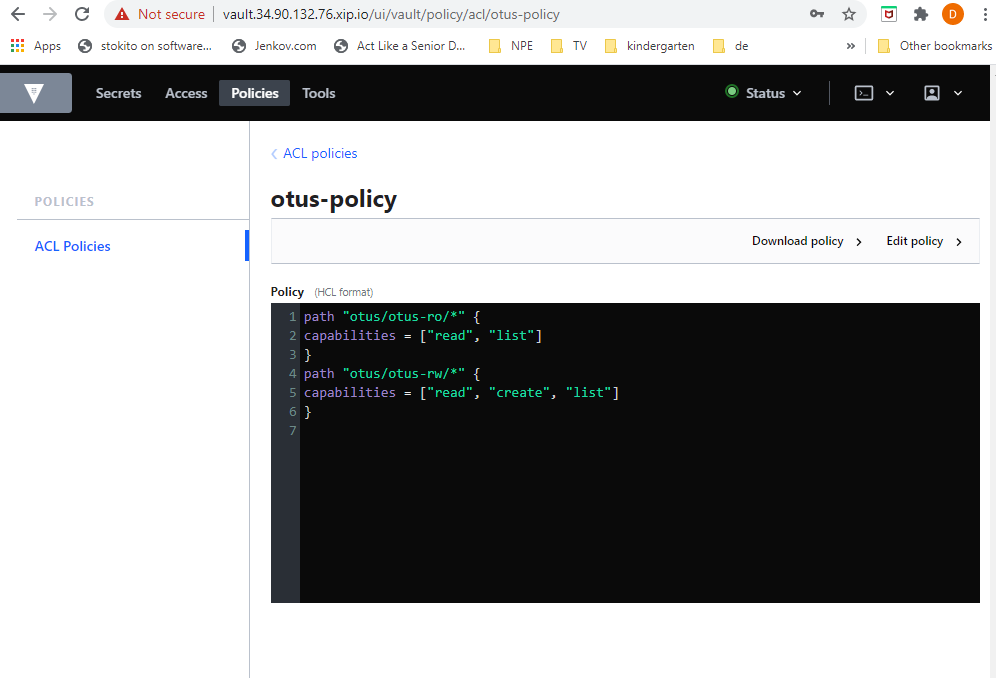 Not secure vault.34.90.132.76.xip.io/ui/vault/policy/acl/otus-policy D
Apps stokito on software... Jenkov.com Act Like a Senior D... NPE TV kindergarten de » Other bookmarks
Secrets Access Policies Tools Status
ACL policies
POLICIES
otus-policy
ACL Policies
Download policy Edit policy
Policy (HCL format)
1 path "otus/otus-ro/*" {
2 capabilities = ["read", "list"]
3 }
4 path "otus/otus-rw/*" {
5 capabilities = ["read", "create", "list"]
6 }
7